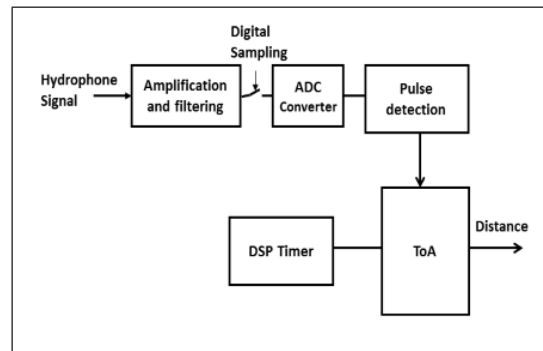 Digital
Sampling
Hydrophone
Signal
Amplification
and filtering
ADC
Converter
Pulse
detection
DSP Timer
ToA
Distance